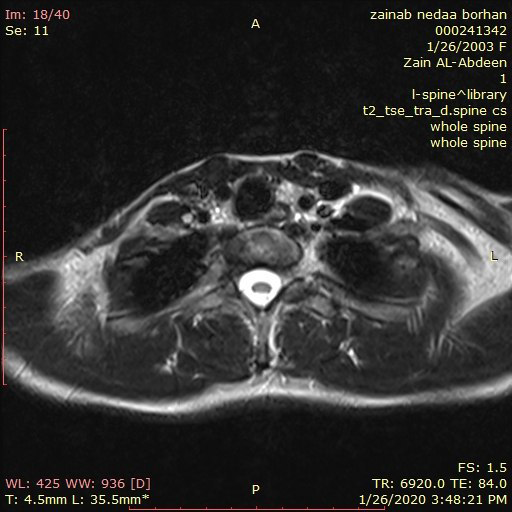 Im: 18/40
Se: 11
A
zainab nedaa borhan
000241342
1/26/2003 F
Zain AL-Abdeen
1
l-spine^library
t2_tse_tra_d.spine cs
whole spine
whole spine
R
L
WL: 425 WW: 936 [D]
T: 4.5mm L: 35.5mm*
P
FS: 1.5
TR: 6920.0 TE: 84.0
1/26/2020 3:48:21 PM